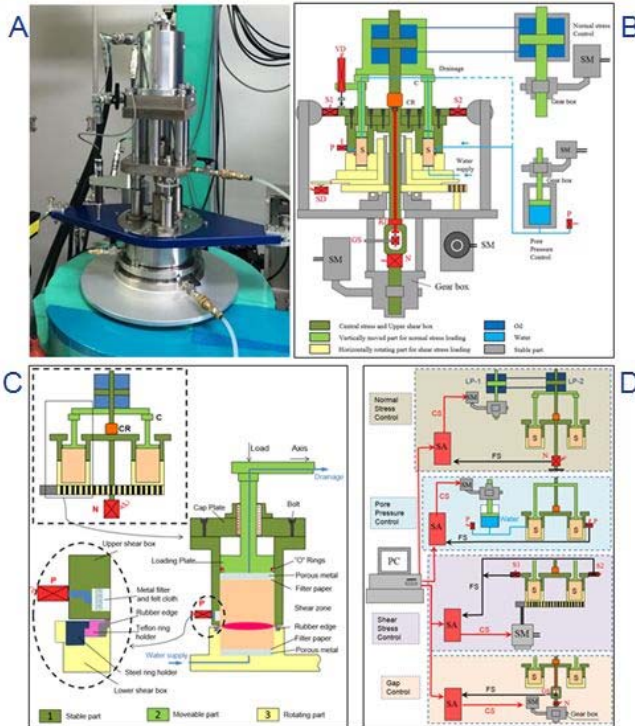 A
B
Normal stress
Control
SM
Gear box
Drainage
VD
C
CR
S1
S2
P
S
S
Water
supply
SD
SM
Gear box
P
Pore
Pressure
Control
GS
N
SM
SM
Gear box
Central stress and Upper shear box
Vertically moved part for normal stress loading
Horizontally rotating part for shear stress loading
Oil
Water
Stable part
C
C
CR
N
Load
Axis
Drainage
Cap Plate
Bolt
Upper shear box
Loading Plate
"O" Rings
Porous metal
Filter paper
P
Metal filter
and felt cloth
Shear zone
P
Rubber edge
Teflon ring
holder
Rubber edge
Filter paper
Porous metal
Water supply
Steel ring holder
Lower shear box
1 Stable part
2 Moveable part
3 Rotating part
D
Normal
Stress
Control
LP-1
LP-2
SM
CS
SA
S
S
N
FS
Pore
Pressure
Control
CS
SM
P
Water
SA
S
S
P
FS
PC
Shear
Stress
Control
S1
S2
FS
S
S
SA
CS
SM
Gap Control
FS
SA
CS
SM
N